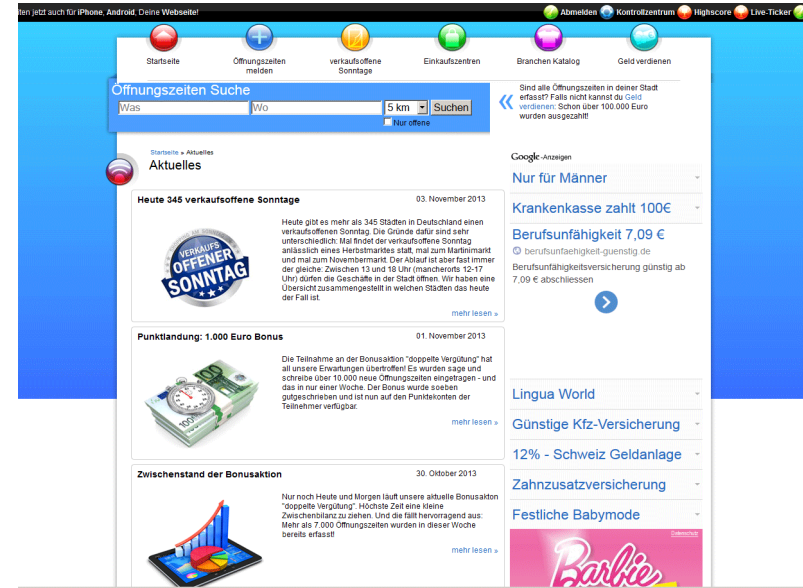 ten jetzt auch für iPhone, Android, Deine Webseite!
Abmelden Kontrollzentrum Highscore Live-Ticker
Startseite
Öffnungszeiten
melden
verkaufsoffene
Sonntage
Einkaufszentren
Branchen Katalog
Geld verdienen
Öffnungszeiten Suche
Was Wo 5 km Suchen
Nur offene
Sind alle Öffnungszeiten in deiner Stadt
erfasst? Falls nicht kannst du Geld
verdienen: Schon über 100.000 Euro
wurden ausgezahlt!
Startseite » Aktuelles
Aktuelles
Heute 345 verkaufsoffene Sonntage 03. November 2013
VERKAUFS
OFFENER
SONNTAG
Heute gibt es mehr als 345 Städten in Deutschland einen
verkaufsoffenen Sonntag. Die Gründe dafür sind sehr
unterschiedlich: Mal findet der verkaufsoffene Sonntag
anlässlich eines Herbstmarktes statt, mal zum Martinimarkt
und mal zum Novembermarkt. Der Ablauf ist aber fast immer
der gleiche: Zwischen 13 und 18 Uhr (mancherorts 12-17
Uhr) dürfen die Geschäfte in der Stadt öffnen. Wir haben eine
Übersicht zusammengestellt in welchen Städten das heute
der Fall ist.
mehr lesen »
Punktlandung: 1.000 Euro Bonus 01. November 2013
Die Teilnahme an der Bonusaktion "doppelte Vergütung" hat
all unsere Erwartungen übertroffen! Es wurden sage und
schreibe über 10.000 neue Öffnungszeiten eingetragen - und
das in nur einer Woche. Der Bonus wurde soeben
gutgeschrieben und ist nun auf den Punktekonten der
Teilnehmer verfügbar.
mehr lesen »
100
Zwischenstand der Bonusaktion 30. Oktober 2013
Nur noch Heute und Morgen läuft unsere aktuelle Bonusakton
"doppelte Vergütung". Höchste Zeit eine kleine
Zwischenbilanz zu ziehen. Und die fällt hervorragend aus:
Mehr als 7.000 Öffnungszeiten wurden in dieser Woche
bereits erfasst!
mehr lesen »
Google -Anzeigen
Nur für Männer
Krankenkasse zahlt 100€
Berufsunfähigkeit 7,09 €
berufsunfaehigkeit-guenstig.de
Berufsunfähigkeitsversicherung günstig ab
7,09 € abschliessen
Lingua World
Günstige Kfz-Versicherung
12% - Schweiz Geldanlage
Zahnzusatzversicherung
Festliche Babymode
Datenschutz
Barbie